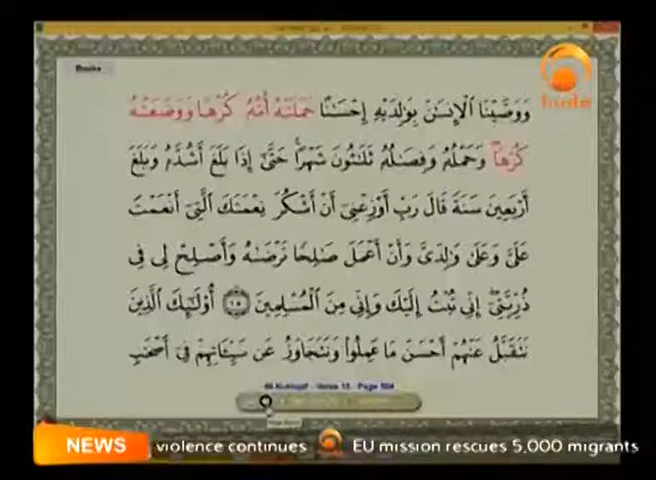 Books
huda
وَوَصَّيْنَا ٱلْإِنسَٰنَ بِوَٰلِدَيْهِ إِحْسَٰنًا حَمَلَتْهُ أُمُّهُ كُرْهًا وَوَضَعَتْهُ
كُرْهًا وَحَمْلُهُ وَفِصَٰلُهُ ثَلَٰثُونَ شَهْرًا حَتَّىٰ إِذَا بَلَغَ أَشُدَّهُ وَبَلَغَ
أَرْبَعِينَ سَنَةً قَالَ رَبِّ أَوْزِعْنِي أَنْ أَشْكُرَ نِعْمَتَكَ ٱلَّتِي أَنْعَمْتَ
عَلَيَّ وَعَلَىٰ وَٰلِدَيَّ وَأَنْ أَعْمَلَ صَٰلِحًا تَرْضَىٰهُ وَأَصْلِحْ لِي فِي
ذُرِّيَّتِي إِنِّي تُبْتُ إِلَيْكَ وَإِنِّي مِنَ ٱلْمُسْلِمِينَ ١٥ أُو۟لَٰٓئِكَ ٱلَّذِينَ
نَتَقَبَّلُ عَنْهُمْ أَحْسَنَ مَا عَمِلُوا۟ وَنَتَجَاوَزُ عَن سَيِّـَٔاتِهِمْ فِي أَصْحَٰبِ
46 Al-Ahqaf - Verse 15 - Page 504
NEWS violence continues EU mission rescues 5,000 migrants